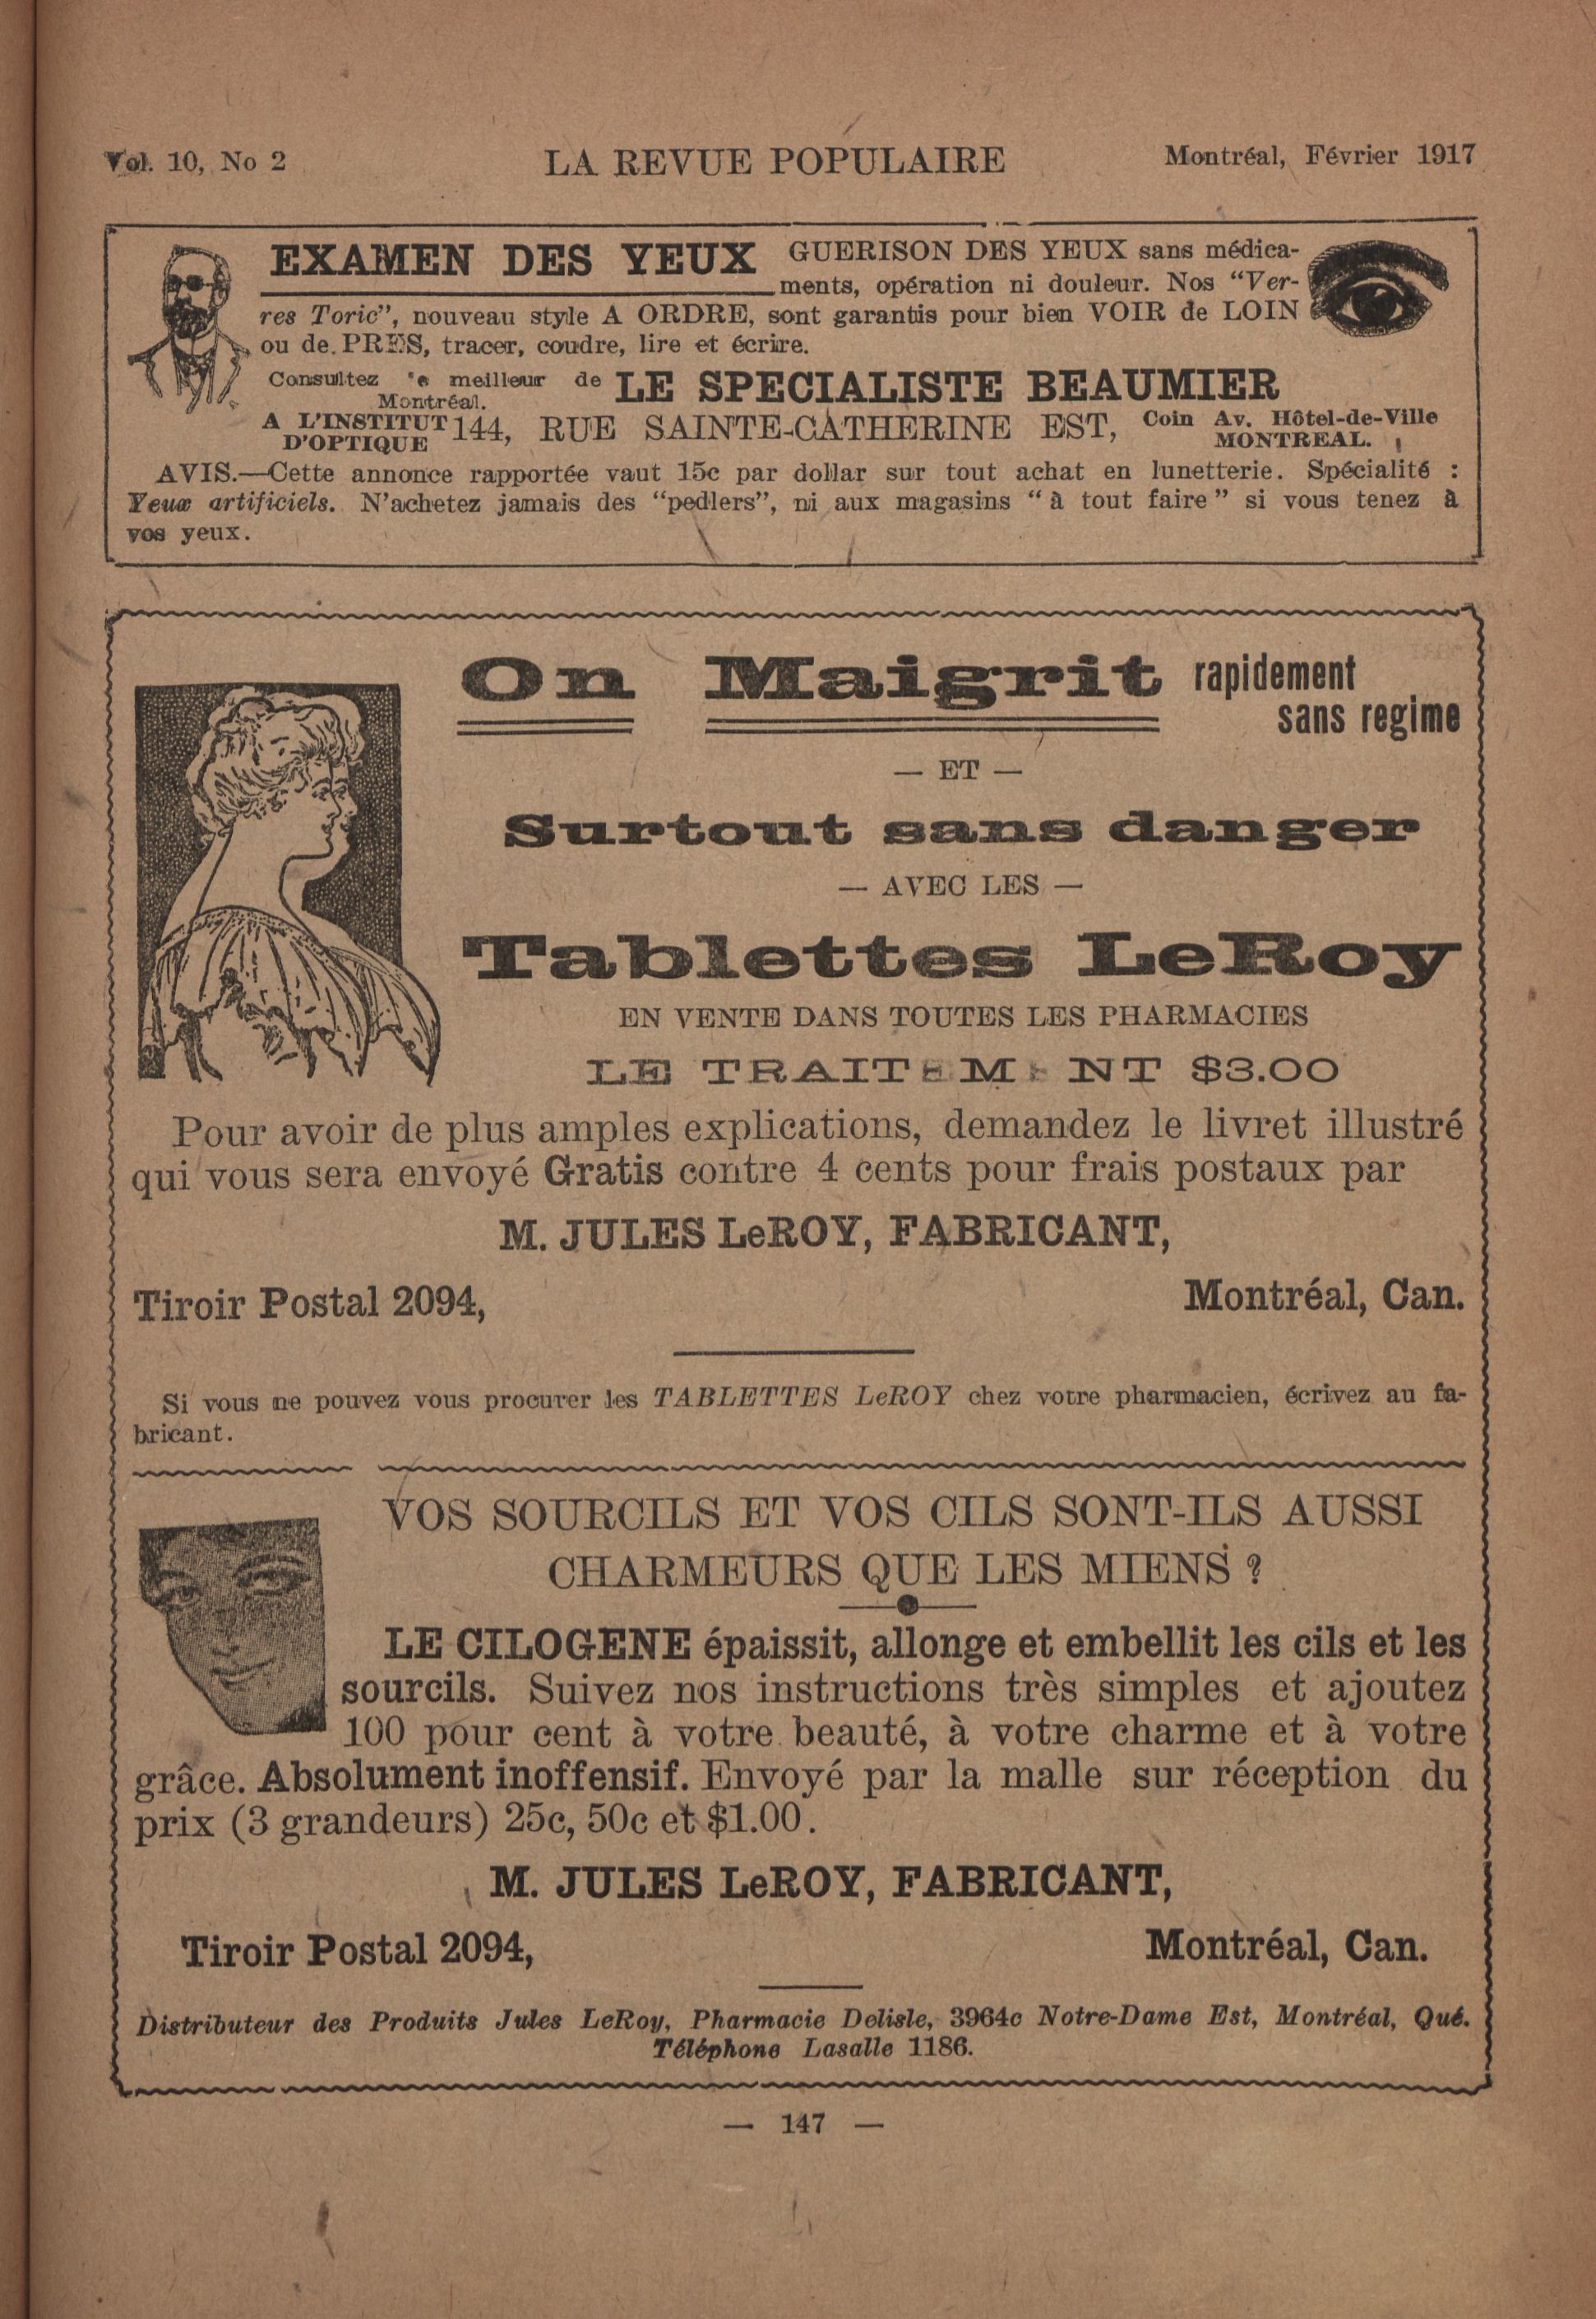 Vol. 10, No 2 LA REVUE POPULAIRE Montréal, Février 1917
EXAMEN DES YEUX GUERISON DES YEUX sans médica-
ments, opération ni douleur. Nos "Ver-
res Toric", nouveau style A ORDRE, sont garantis pour bien VOIR de LOIN
ou de PRES, tracer, coudre, lire et écrire.
Consultez le meilleur de Montréal. LE SPECIALISTE BEAUMIER
A L'INSTITUT D'OPTIQUE 144, RUE SAINTE-CATHERINE EST, Coin Av. Hôtel-de-Ville MONTREAL.
AVIS.—Cette annonce rapportée vaut 15c par dollar sur tout achat en lunetterie. Spécialité :
Yeux artificiels. N'achetez jamais des "pedlers", ni aux magasins "à tout faire" si vous tenez à
vos yeux.
On Maigrit rapidement
sans regime
— ET —
Surtout sans danger
— AVEC LES —
Tablettes LeRoy
EN VENTE DANS TOUTES LES PHARMACIES
LE TRAITEMENT $3.00
Pour avoir de plus amples explications, demandez le livret illustré
qui vous sera envoyé Gratis contre 4 cents pour frais postaux par
M. JULES LeROY, FABRICANT,
Tiroir Postal 2094, Montréal, Can.
Si vous ne pouvez vous procurer les TABLETTES LeROY chez votre pharmacien, écrivez au fa-
bricant.
VOS SOURCILS ET VOS CILS SONT-ILS AUSSI
CHARMEURS QUE LES MIENS ?
LE CILOGENE épaissit, allonge et embellit les cils et les
sourcils. Suivez nos instructions très simples et ajoutez
100 pour cent à votre beauté, à votre charme et à votre
grâce. Absolument inoffensif. Envoyé par la malle sur réception du
prix (3 grandeurs) 25c, 50c et $1.00.
M. JULES LeROY, FABRICANT,
Tiroir Postal 2094, Montréal, Can.
Distributeur des Produits Jules LeRoy, Pharmacie Delisle, 3964c Notre-Dame Est, Montréal, Qué.
Téléphone Lasalle 1186.
— 147 —